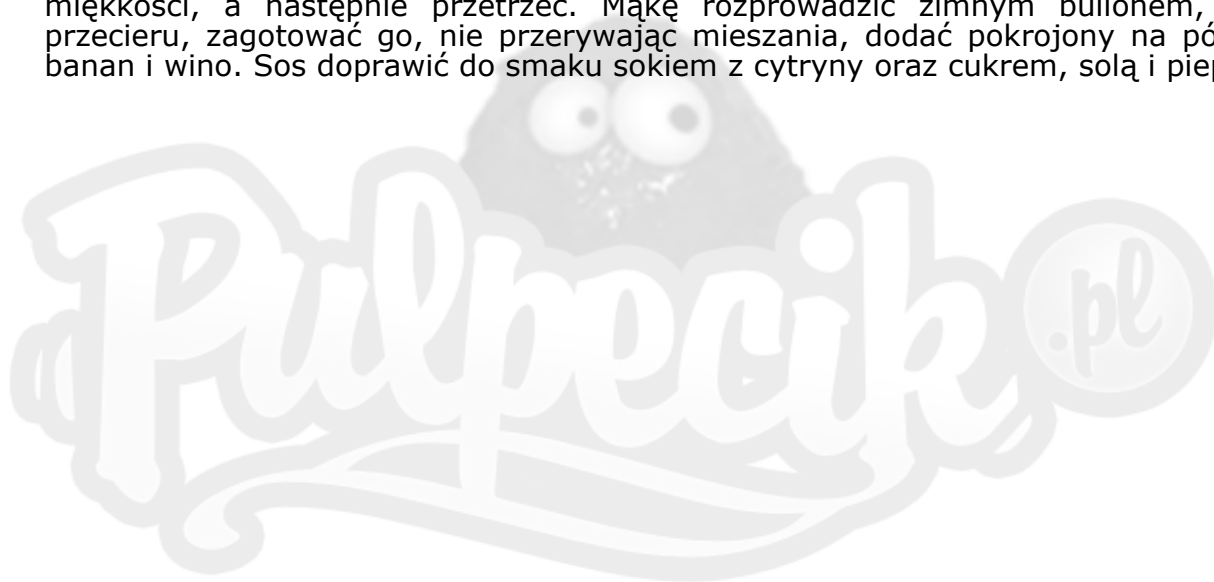 miękkości, a następnie przetrzeć. Mąkę rozprowadzić zimnym bulionem,
przecieru, zagotować go, nie przerywając mieszania, dodać pokrojony na
banan i wino. Sos doprawić do smaku sokiem z cytryny oraz cukrem, solą i
Pulpecik .pl